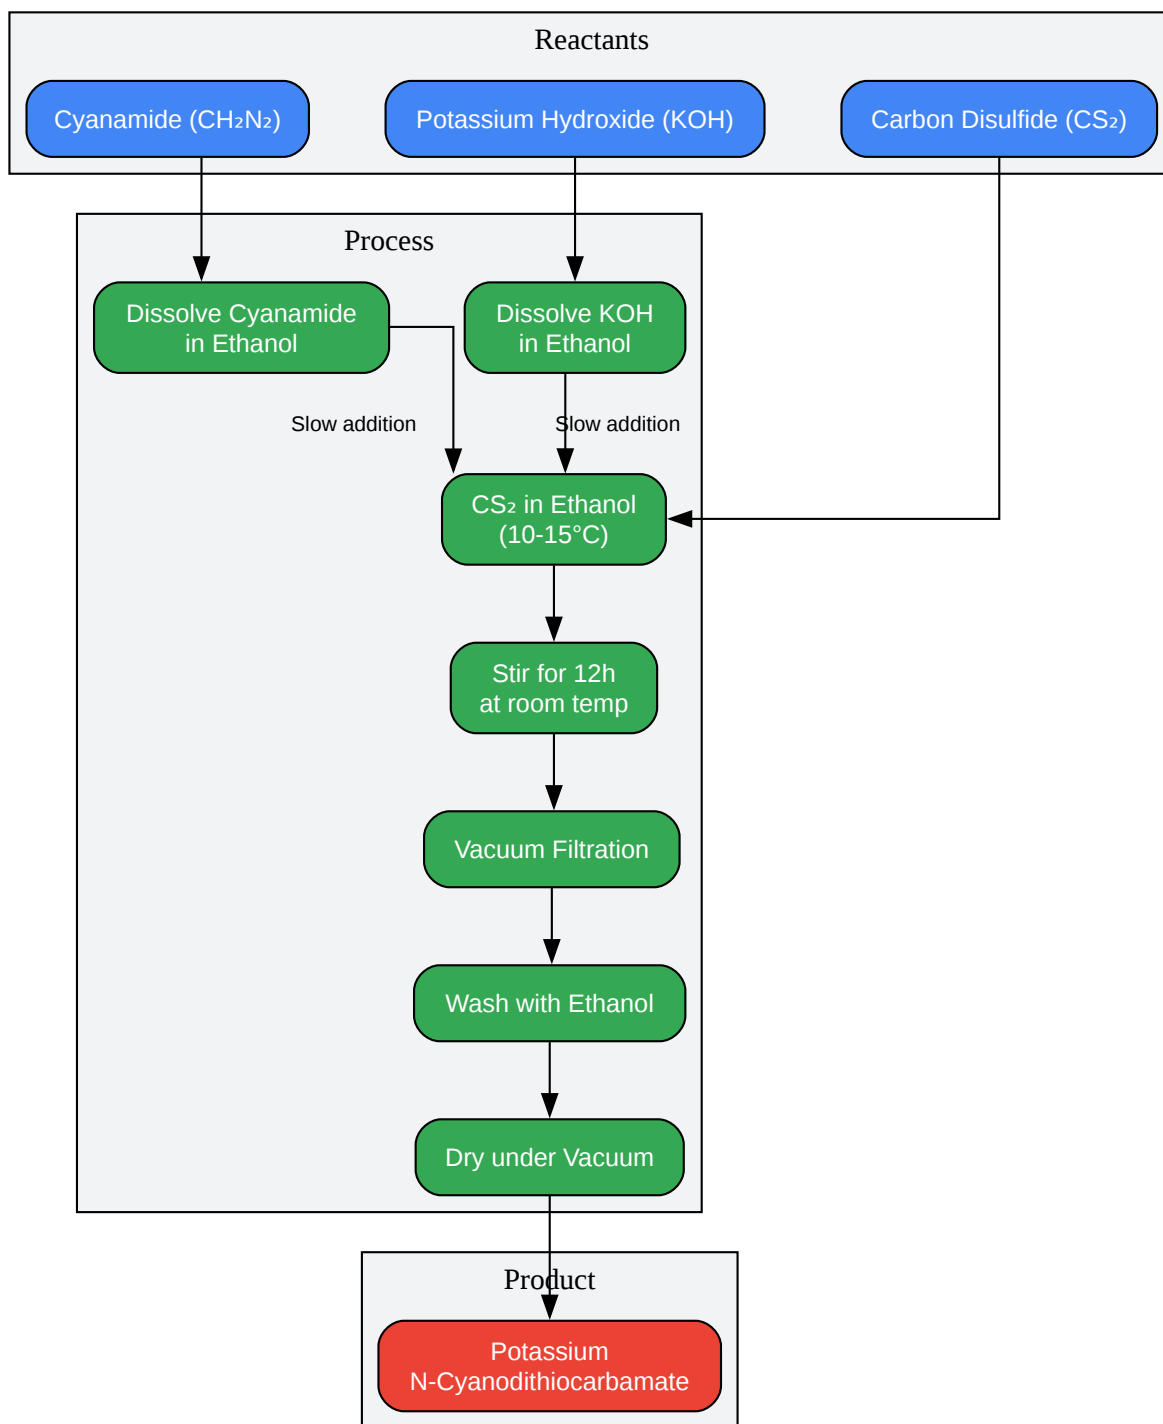 Reactants
Cyanamide (CH₂N₂)
Potassium Hydroxide (KOH)
Carbon Disulfide (CS₂)
Process
Dissolve Cyanamide
in Ethanol
Dissolve KOH
in Ethanol
Slow addition
Slow addition
CS₂ in Ethanol
(10-15°C)
Stir for 12h
at room temp
Vacuum Filtration
Wash with Ethanol
Dry under Vacuum
Product
Potassium
N-Cyanodithiocarbamate